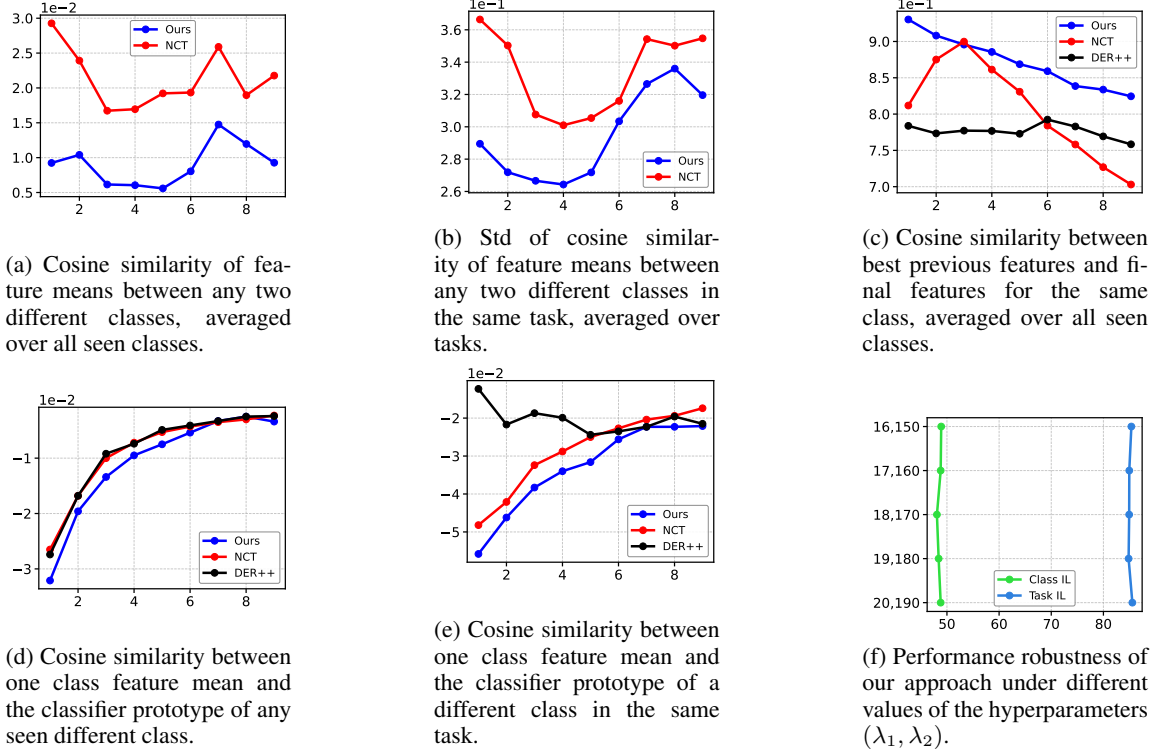 1e−2
3.0
2.5
2.0
1.5
1.0
0.5
2
4
6
8
Ours
NCT
(a) Cosine similarity of fea-
ture means between any two
different classes, averaged
over all seen classes.
1e−1
3.6
3.4
3.2
3.0
2.8
2.6
2
4
6
8
Ours
NCT
(b) Std of cosine similar-
ity of feature means between
any two different classes in
the same task, averaged over
tasks.
1e−1
9.0
8.5
8.0
7.5
7.0
2
4
6
8
Ours
NCT
DER++
(c) Cosine similarity between
best previous features and fi-
nal features for the same
class, averaged over all seen
classes.
1e−2
−1
−2
−3
2
4
6
8
Ours
NCT
DER++
(d) Cosine similarity between
one class feature mean and
the classifier prototype of any
seen different class.
1e−2
−2
−3
−4
−5
2
4
6
8
Ours
NCT
DER++
(e) Cosine similarity between
one class feature mean and
the classifier prototype of a
different class in the same
task.
16,150
17,160
18,170
19,180
20,190
50
60
70
80
Class IL
Task IL
(f) Performance robustness of
our approach under different
values of the hyperparameters
(λ₁, λ₂).